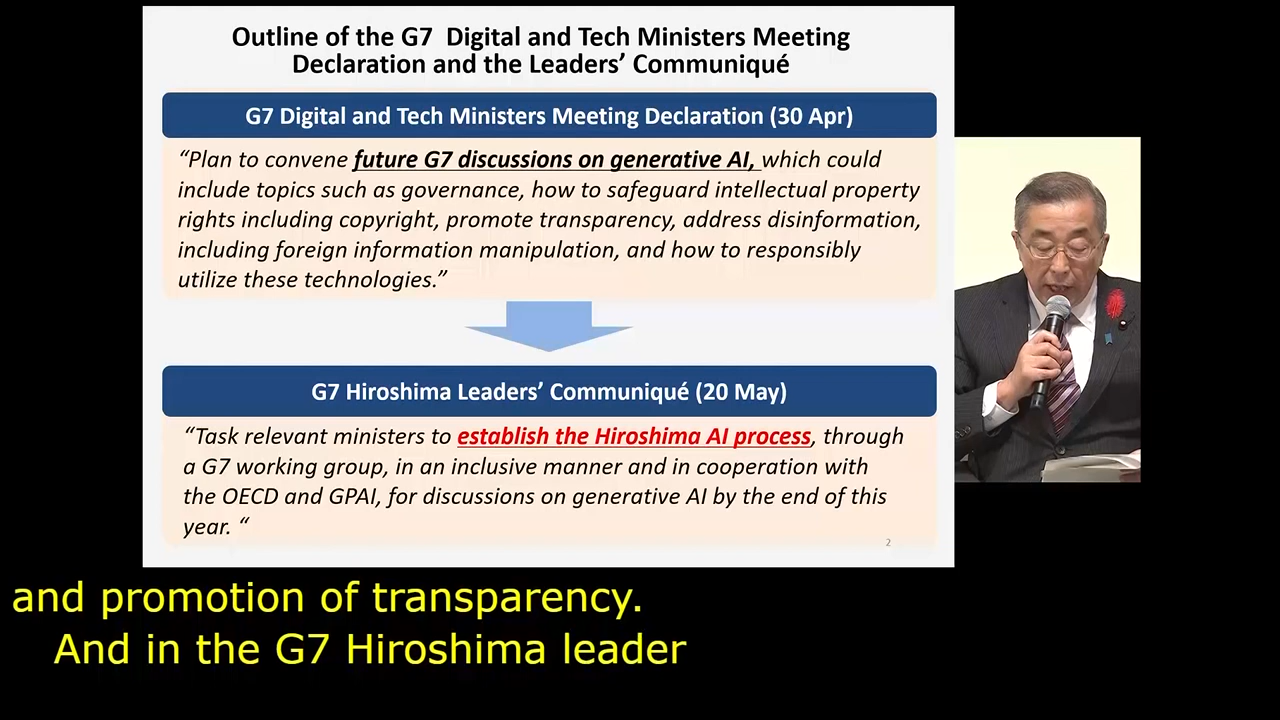 Outline of the G7  Digital and Tech Ministers Meeting
Declaration and the Leaders’ Communiqué
G7 Digital and Tech Ministers Meeting Declaration (30 Apr)
“Plan to convene future G7 discussions on generative AI, which could
include topics such as governance, how to safeguard intellectual property
rights including copyright, promote transparency, address disinformation,
including foreign information manipulation, and how to responsibly
utilize these technologies.”
G7 Hiroshima Leaders’ Communiqué (20 May)
“Task relevant ministers to establish the Hiroshima AI process, through
a G7 working group, in an inclusive manner and in cooperation with
the OECD and GPAI, for discussions on generative AI by the end of this
year. “
2
and promotion of transparency.
And in the G7 Hiroshima leader